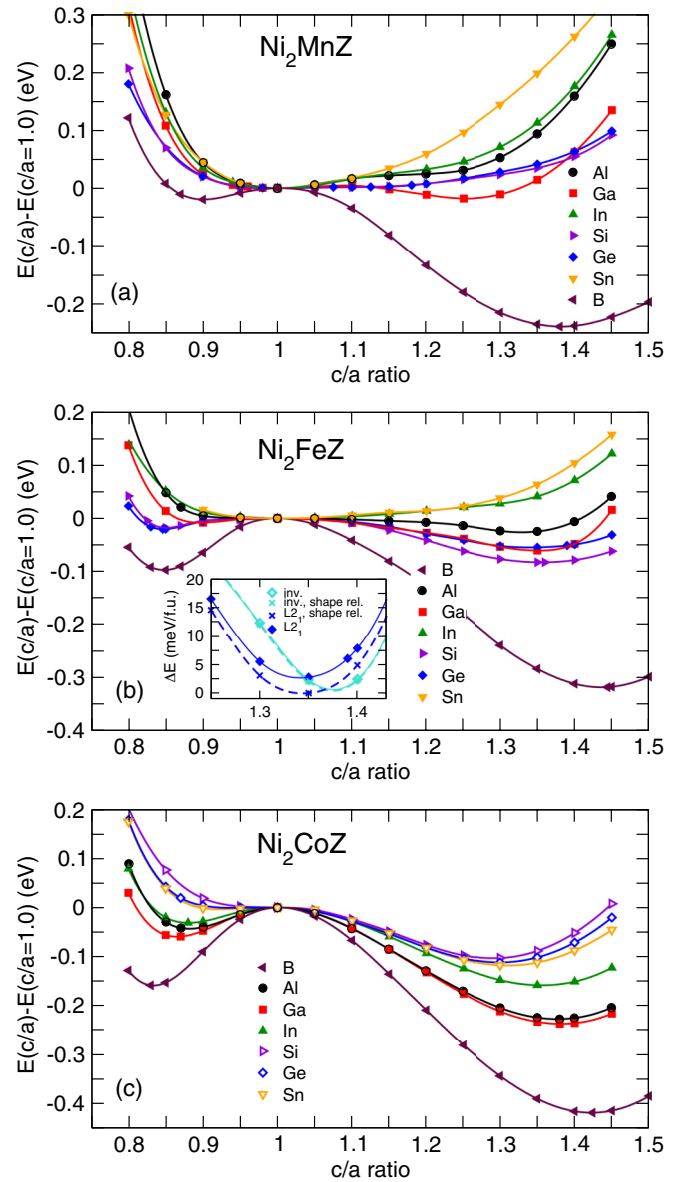 Ni2MnZ
E(c/a)-E(c/a=1.0) (eV)
0.3
0.2
0.1
0
-0.1
-0.2
Al
Ga
In
Si
Ge
Sn
B
(a)
0.8 0.9 1 1.1 1.2 1.3 1.4 1.5
c/a ratio
Ni2FeZ
E(c/a)-E(c/a=1.0) (eV)
0.2
0.1
0
-0.1
-0.2
-0.3
-0.4
B
Al
Ga
In
Si
Ge
Sn
ΔE (meV/f.u.)
20
15
10
5
0
inv.
inv., shape rel.
L21, shape rel.
L21
1.3 1.4
(b)
0.8 0.9 1 1.1 1.2 1.3 1.4 1.5
c/a ratio
Ni2CoZ
E(c/a)-E(c/a=1.0) (eV)
0.2
0.1
0
-0.1
-0.2
-0.3
-0.4
B
Al
Ga
In
Si
Ge
Sn
(c)
0.8 0.9 1 1.1 1.2 1.3 1.4 1.5
c/a ratio